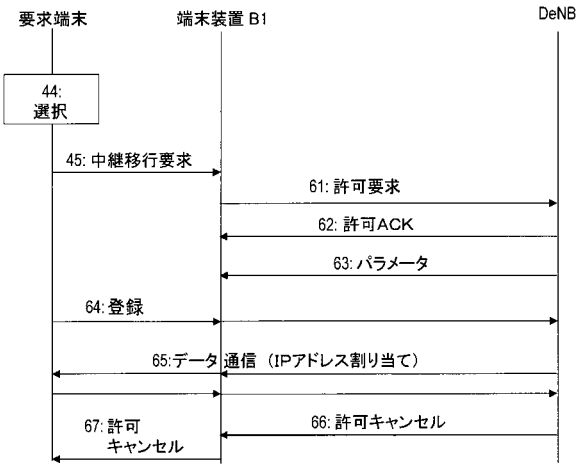 要求端末
端末装置 B1
DeNB
44:
選択
45: 中継移行要求
61: 許可要求
62: 許可ACK
63: パラメータ
64: 登録
65:データ 通信 (IPアドレス割り当て)
66: 許可キャンセル
67: 許可
キャンセル